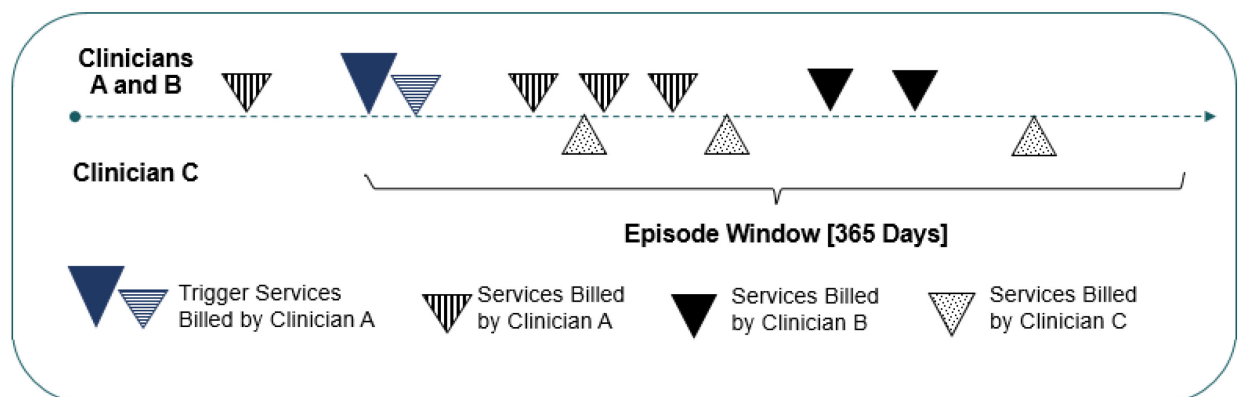 Clinicians
A and B
Clinician C
Episode Window [365 Days]
Trigger Services
Billed by Clinician A
Services Billed
by Clinician A
Services Billed
by Clinician B
Services Billed
by Clinician C